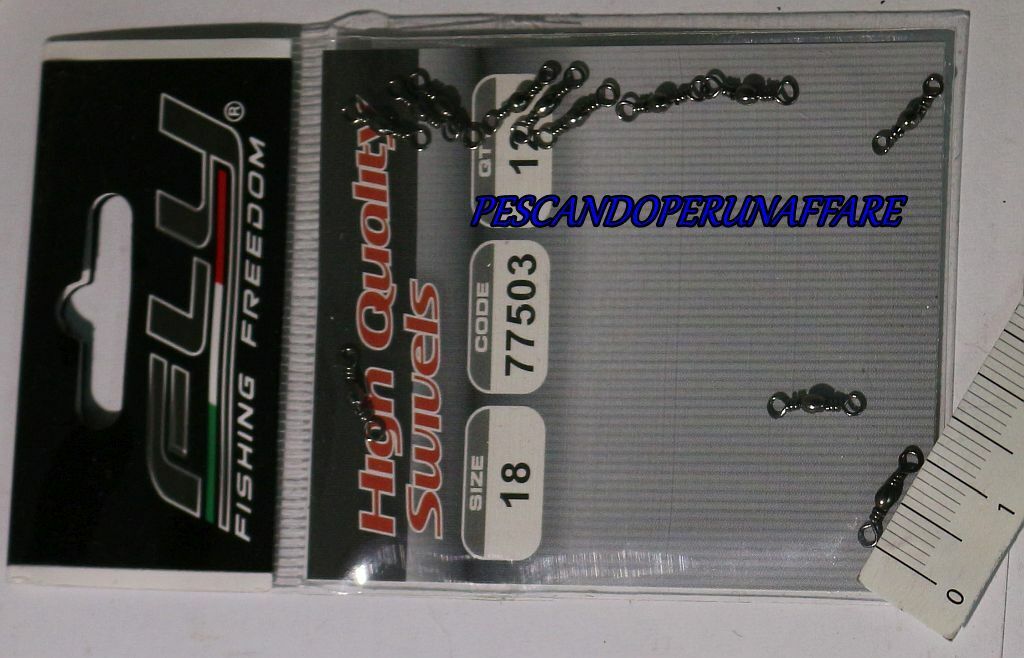 FLY®
FISHING FREEDOM
High Quality
Swivels
SIZE
18
CODE
77503
QT
12
PESCANDOPERUNAFFARE
0
1